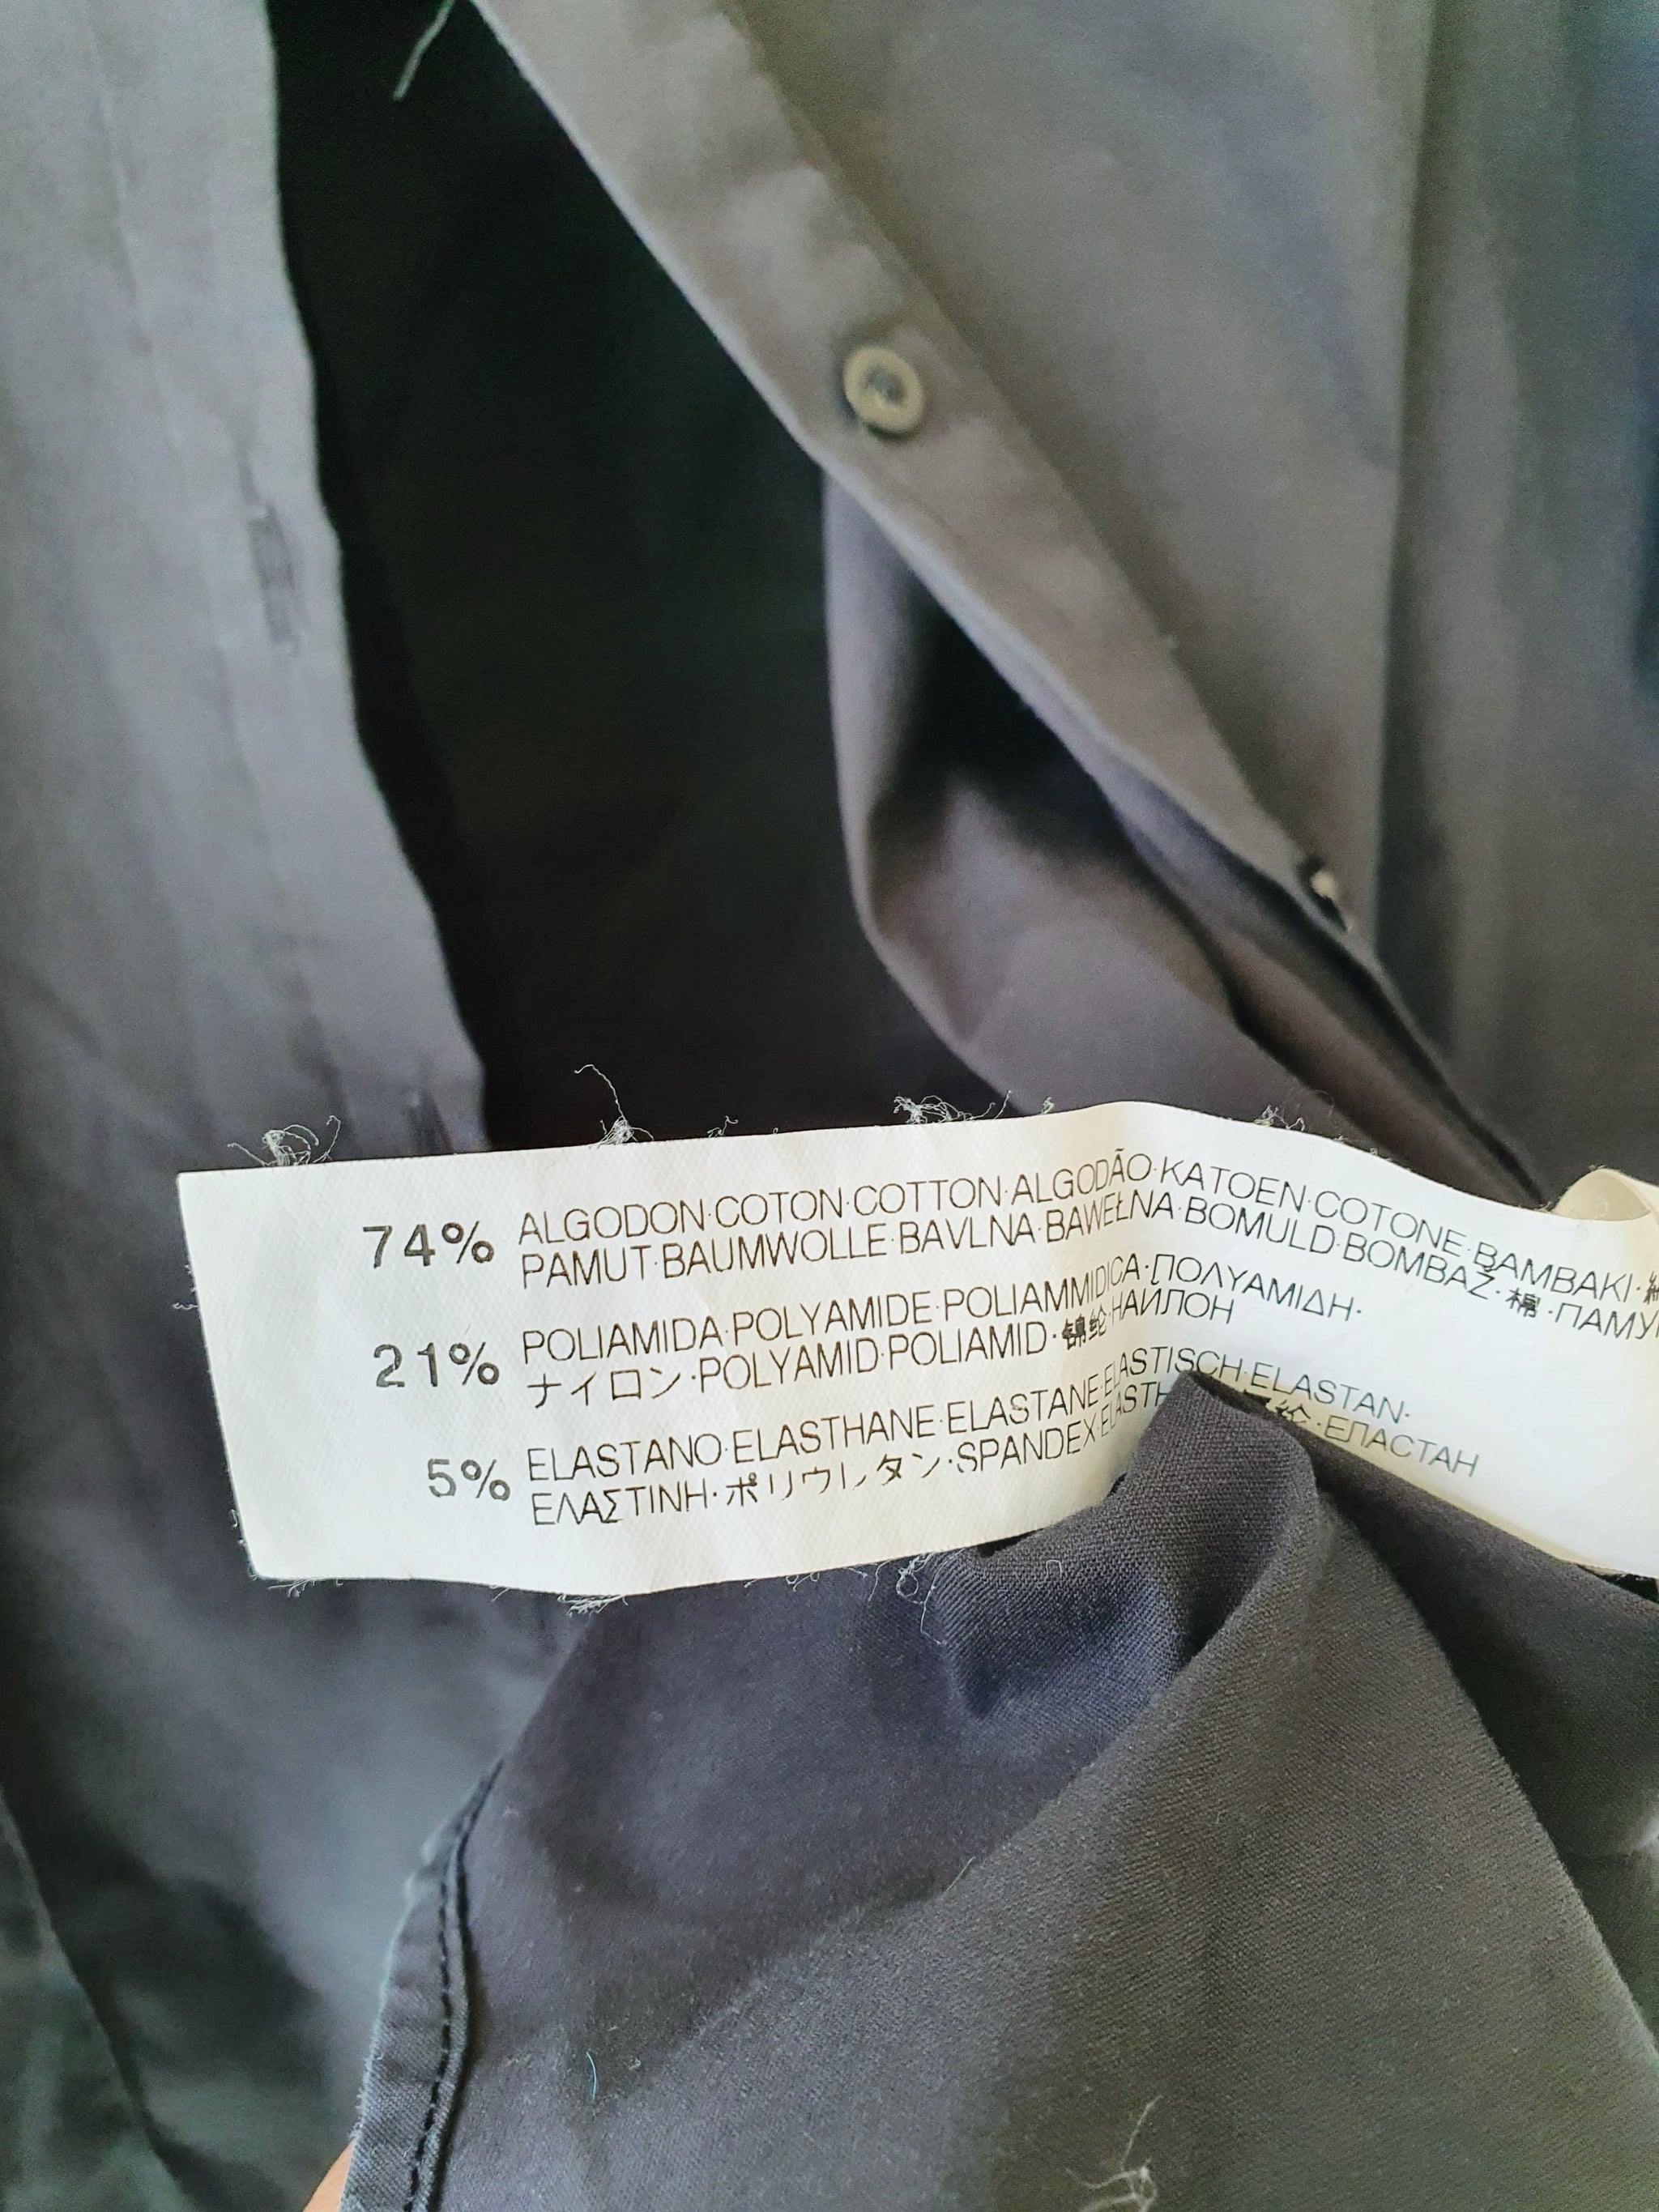 74% ALGODON·COTON·COTTON·ALGODÃO·KATOEN·COTONE·BAMBAKI·
PAMUT·BAUMWOLLE·BAVLNA·BAWEŁNA·BOMULD·BOMBAŽ·棉·
21% POLIAMIDA·POLYAMIDE·POLIAMMIDICA·ΠΟΛΥΑΜΙΔΗ·
ナイロン·POLYAMID·POLIAMID·锦纶·НАЙЛОН
5% ELASTANO·ELASTHANE·ELASTANE·ELASTISCH·ELASTAN·
ΕΛΑΣΤΙΝΗ·ポリウレタン·SPANDEX· ·ЕЛАСТАН